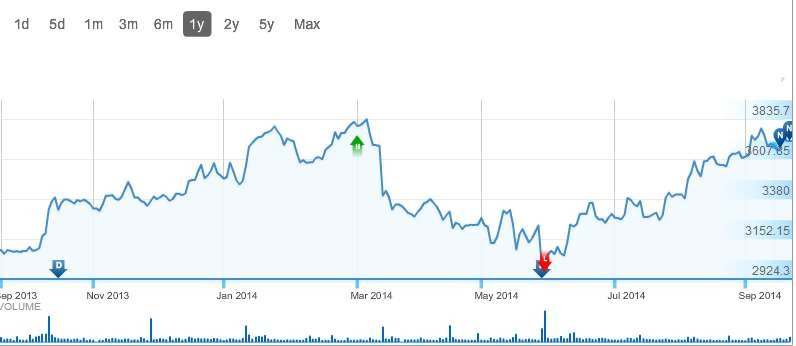 1d 5d 1m 3m 6m 1y 2y 5y Max
3835.7
N N
3607.85
3380
3152.15
D
2924.3
ep 2013 Nov 2013 Jan 2014 Mar 2014 May 2014 Jul 2014 Sep 2014
VOLUME